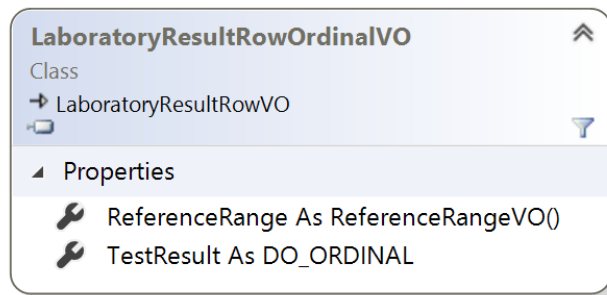 LaboratoryResultRowOrdinalVO
Class
LaboratoryResultRowVO
Properties
ReferenceRange As ReferenceRangeVO()
TestResult As DO_ORDINAL